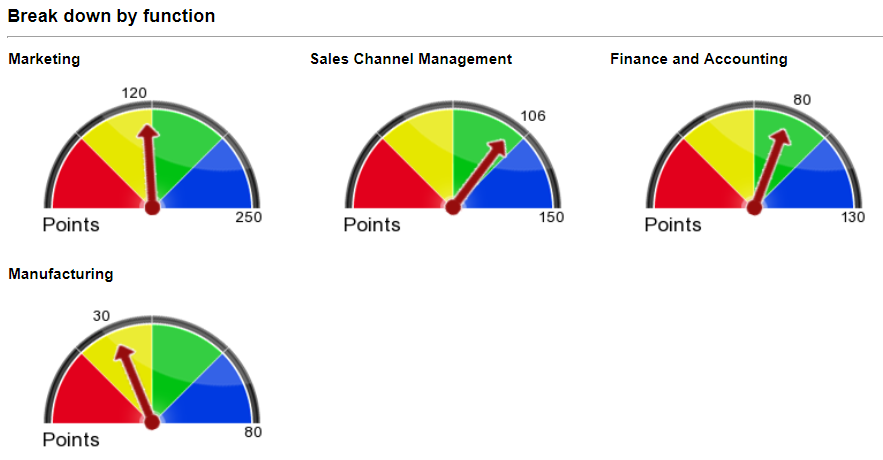 Break down by function
Marketing
Sales Channel Management
Finance and Accounting
120
106
80
Points
250
Points
150
Points
130
Manufacturing
30
Points
80